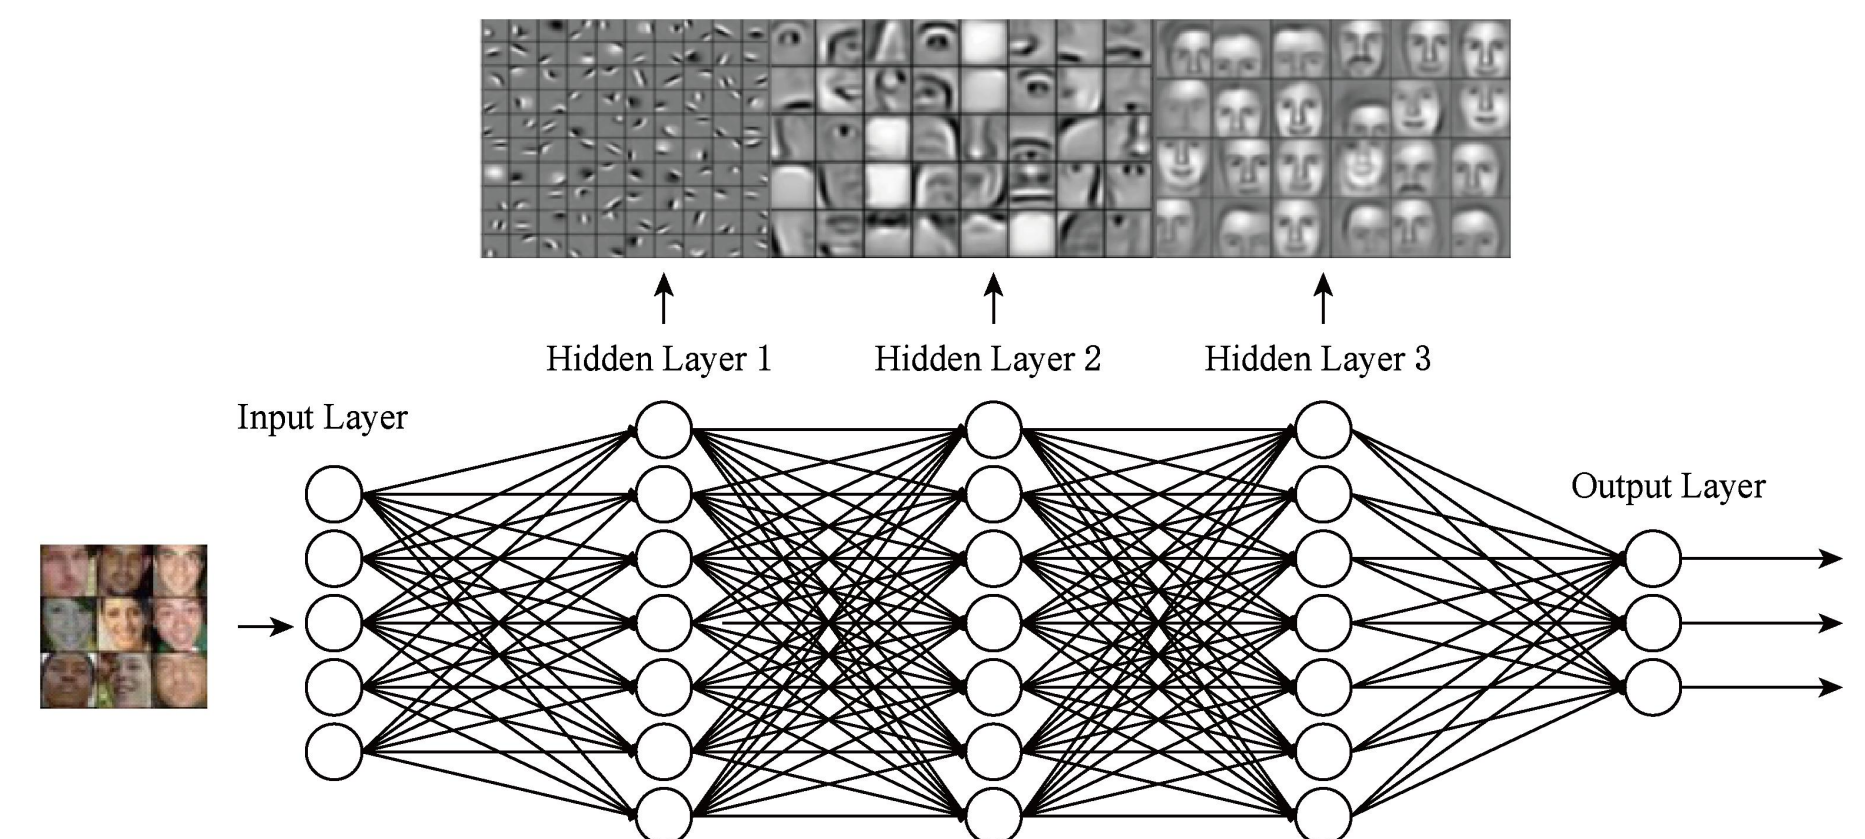 Hidden Layer 1
Hidden Layer 2
Hidden Layer 3
Input Layer
Output Layer